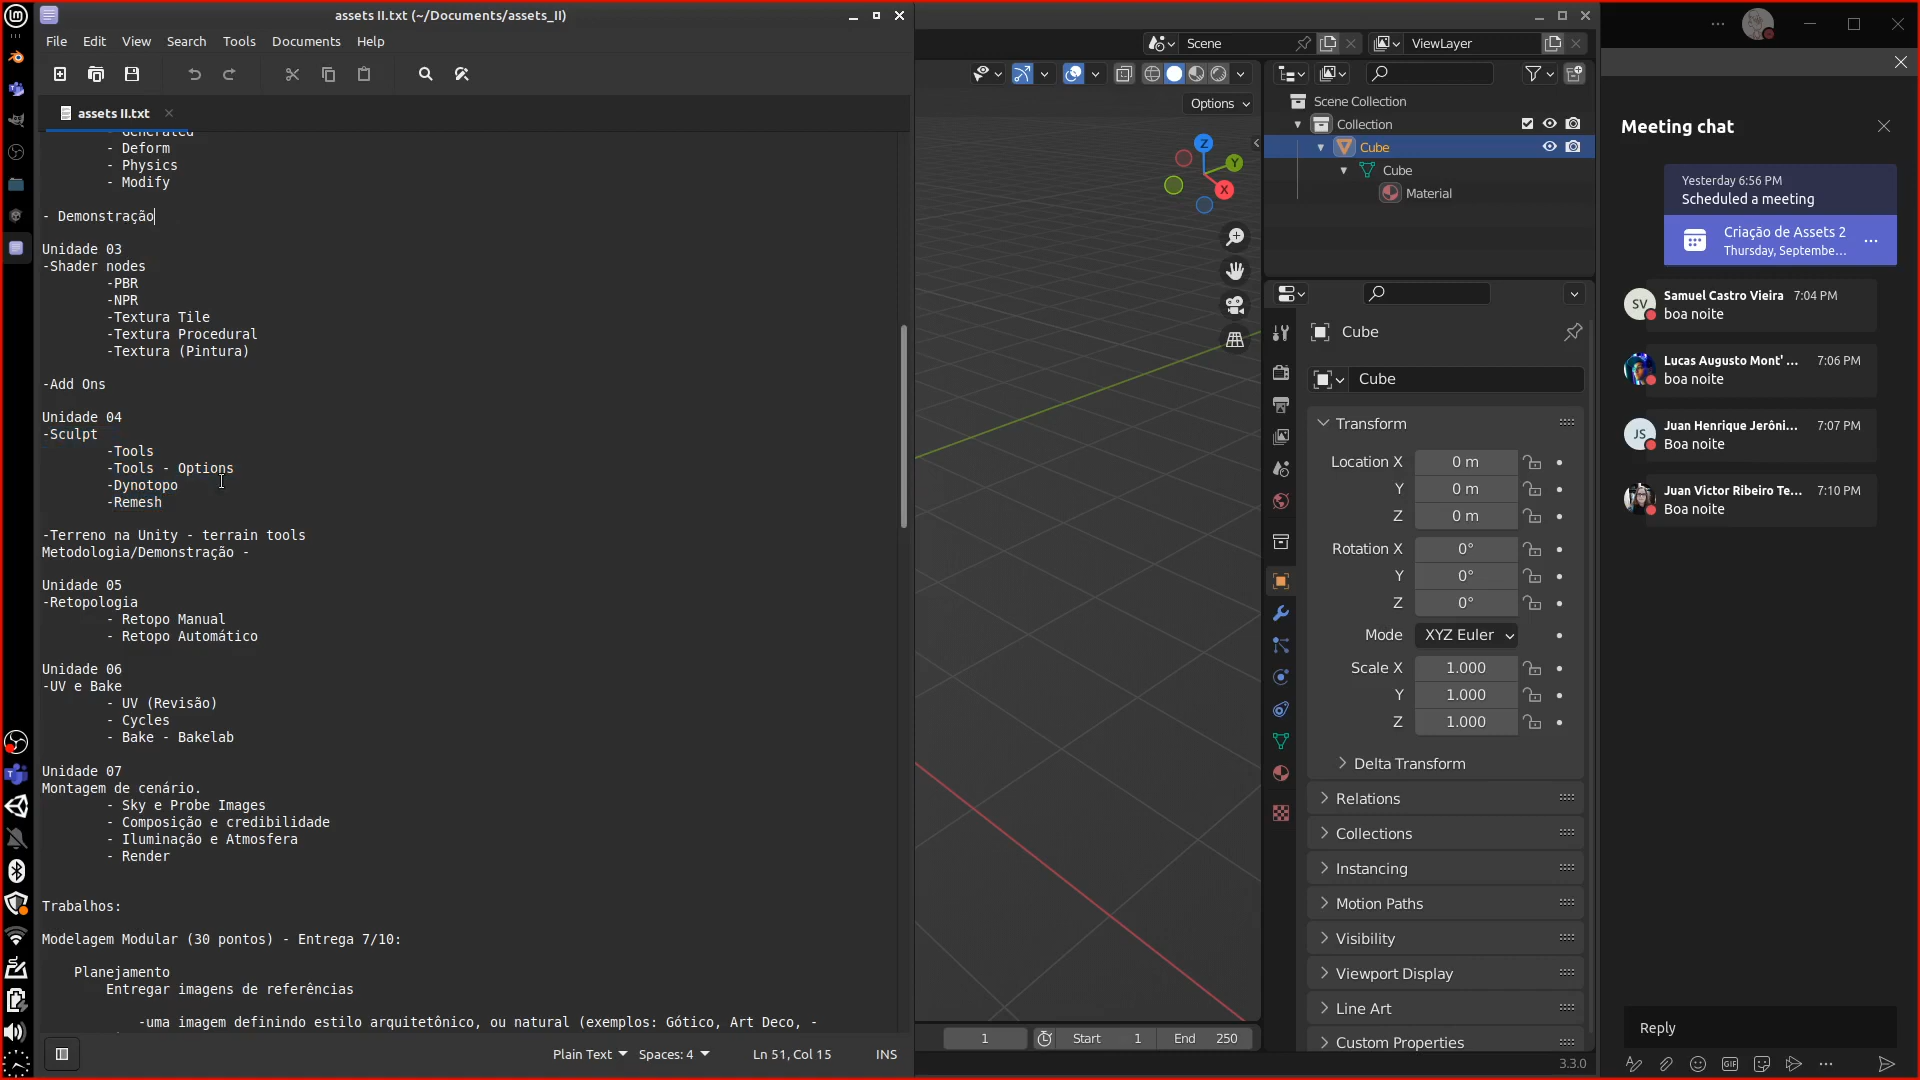 assets II.txt (~/Documents/assets_II)
File Edit View Search Tools Documents Help
assets II.txt
- Generated
- Deform
- Physics
- Modify
- Demonstração
Unidade 03
-Shader nodes
-PBR
-NPR
-Textura Tile
-Textura Procedural
-Textura (Pintura)
-Add Ons
Unidade 04
-Sculpt
-Tools
-Tools - Options
-Dynotopo
-Remesh
-Terreno na Unity - terrain tools
Metodologia/Demonstração -
Unidade 05
-Retopologia
- Retopo Manual
- Retopo Automático
Unidade 06
-UV e Bake
- UV (Revisão)
- Cycles
- Bake - Bakelab
Unidade 07
Montagem de cenário.
- Sky e Probe Images
- Composição e credibilidade
- Iluminação e Atmosfera
- Render
Trabalhos:
Modelagem Modular (30 pontos) - Entrega 7/10:
Planejamento
Entregar imagens de referências
-uma imagem definindo estilo arquitetônico, ou natural (exemplos: Gótico, Art Deco, -
Plain Text Spaces: 4 Ln 51, Col 15 INS
Scene ViewLayer
Options
Z
Y
X
1 Start 1 End 250
Scene Collection
Collection
Cube
Cube
Material
Cube
Cube
Transform
Location X 0 m
Y 0 m
Z 0 m
Rotation X 0°
Y 0°
Z 0°
Mode XYZ Euler
Scale X 1.000
Y 1.000
Z 1.000
Delta Transform
Relations
Collections
Instancing
Motion Paths
Visibility
Viewport Display
Line Art
Custom Properties
3.3.0
Meeting chat
Yesterday 6:56 PM
Scheduled a meeting
Criação de Assets 2
Thursday, Septembe...
SV
Samuel Castro Vieira 7:04 PM
boa noite
Lucas Augusto Mont' ... 7:06 PM
boa noite
JS
Juan Henrique Jerôni... 7:07 PM
Boa noite
Juan Victor Ribeiro Te... 7:10 PM
Boa noite
Reply
GIF